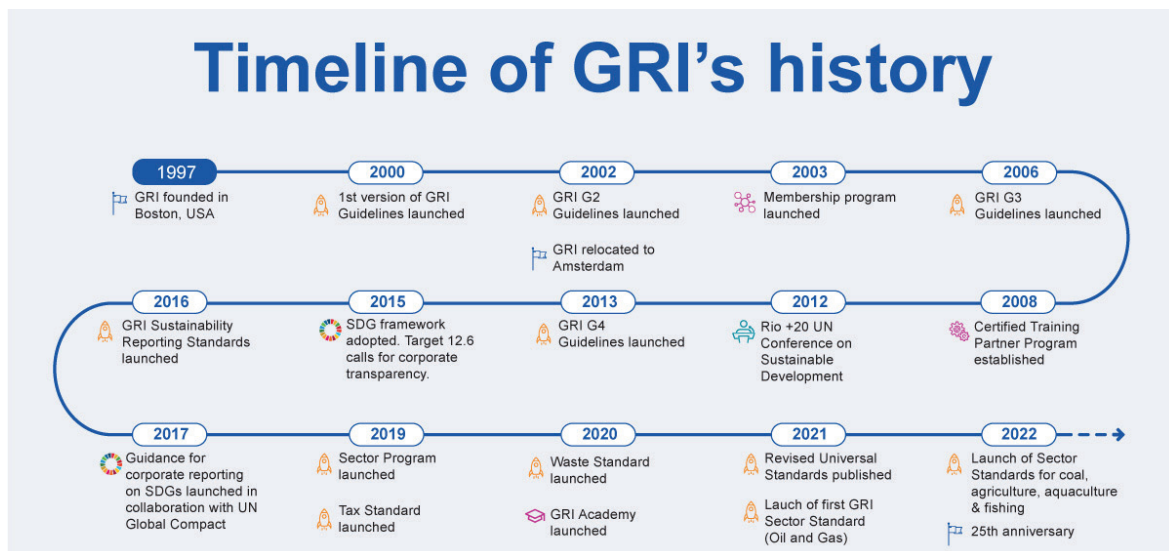 Timeline of GRI's history
1997
GRI founded in
Boston, USA
2000
1st version of GRI
Guidelines launched
2002
GRI G2
Guidelines launched
GRI relocated to
Amsterdam
2003
Membership program
launched
2006
GRI G3
Guidelines launched
2008
Certified Training
Partner Program
established
2012
Rio +20 UN
Conference on
Sustainable
Development
2013
GRI G4
Guidelines launched
2015
SDG framework
adopted. Target 12.6
calls for corporate
transparency.
2016
GRI Sustainability
Reporting Standards
launched
2017
Guidance for
corporate reporting
on SDGs launched in
collaboration with UN
Global Compact
2019
Sector Program
launched
Tax Standard
launched
2020
Waste Standard
launched
GRI Academy
launched
2021
Revised Universal
Standards published
Lauch of first GRI
Sector Standard
(Oil and Gas)
2022
Launch of Sector
Standards for coal,
agriculture, aquaculture
& fishing
25th anniversary